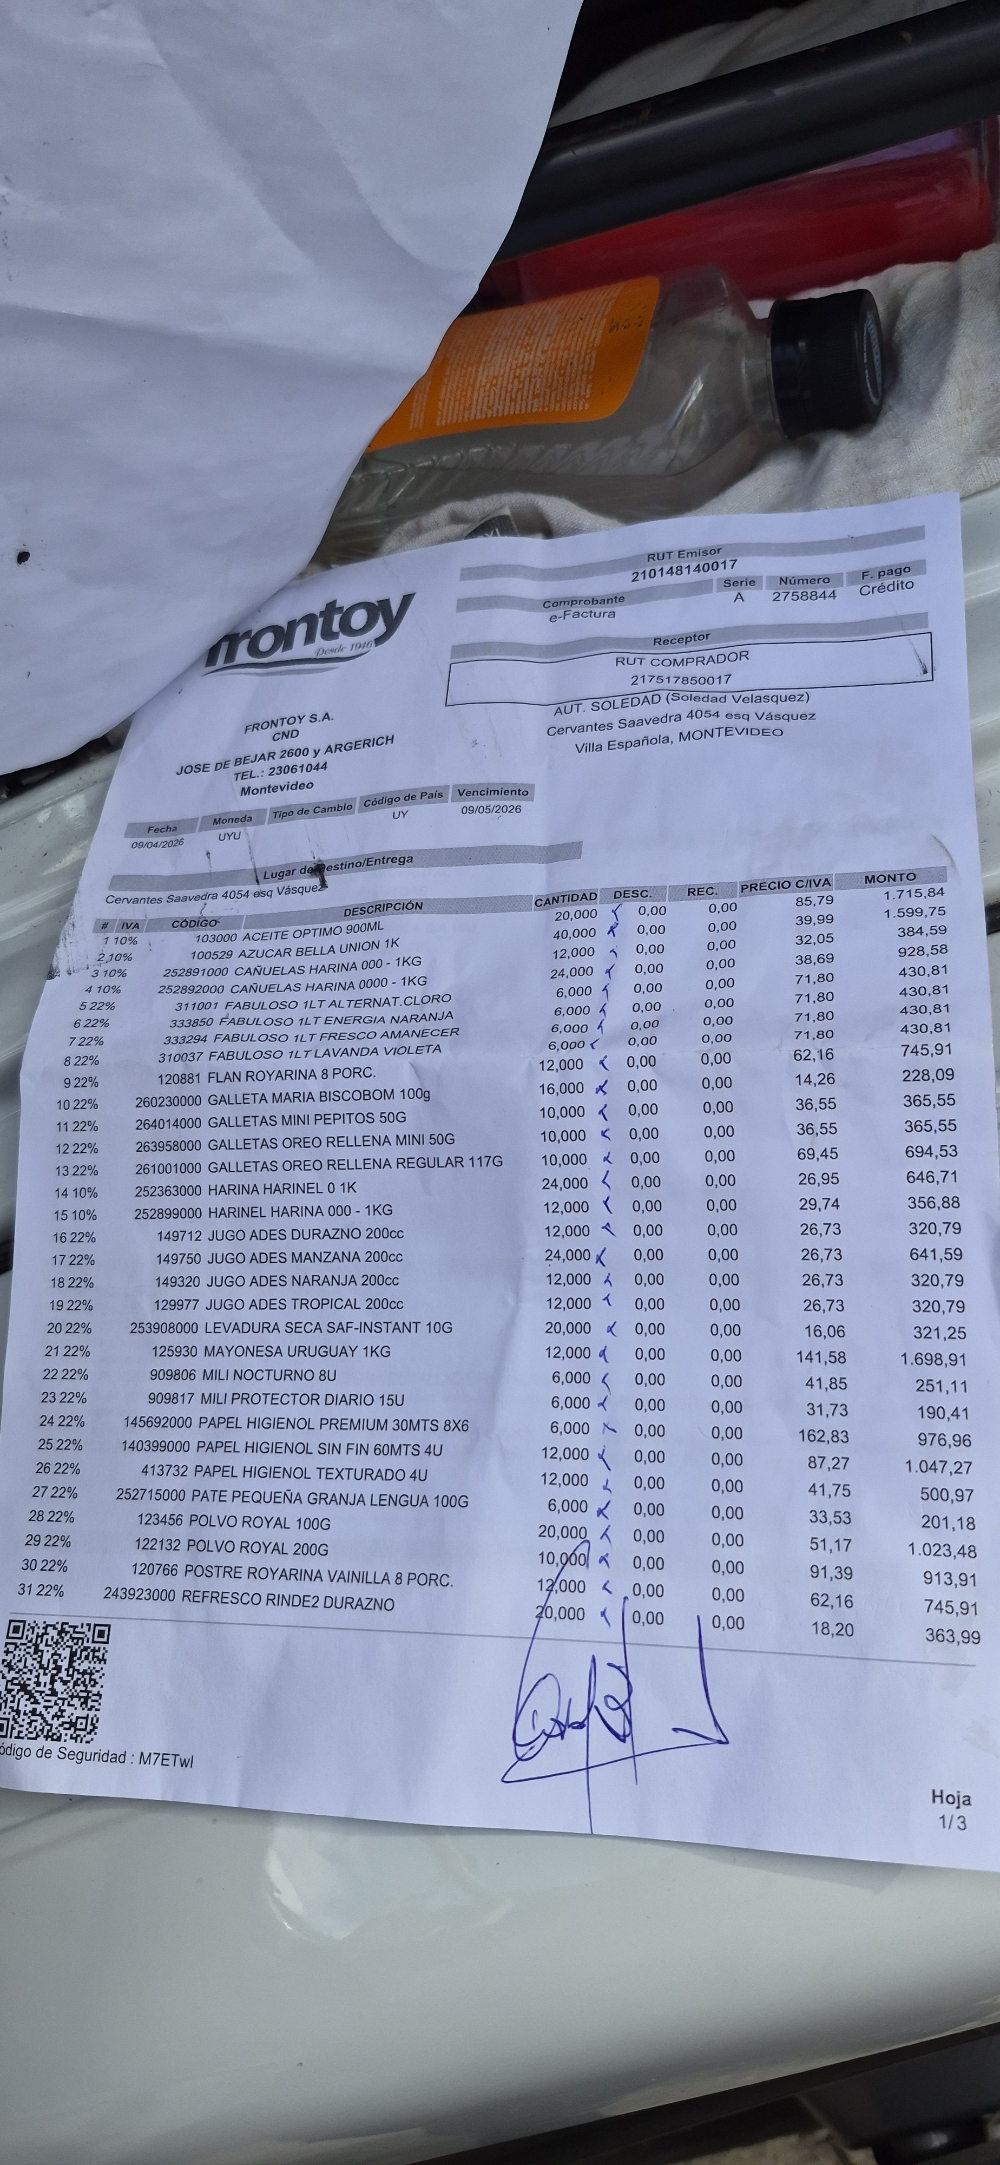 frontoy
Desde 1946
FRONTOY S.A.
CND
JOSE DE BEJAR 2600 y ARGERICH
TEL.: 23061044
Montevideo
RUT Emisor
210148140017
Comprobante Serie Número F. pago
e-Factura A 2758844 Crédito
Receptor
RUT COMPRADOR
217517850017
AUT. SOLEDAD (Soledad Velasquez)
Cervantes Saavedra 4054 esq Vásquez
Villa Española, MONTEVIDEO
Fecha Moneda Tipo de Cambio Código de País Vencimiento
09/04/2026 UYU UY 09/05/2026
Lugar de Destino/Entrega
Cervantes Saavedra 4054 esq Vásquez
# IVA CÓDIGO DESCRIPCIÓN CANTIDAD DESC. REC. PRECIO C/IVA MONTO
1 10% 103000 ACEITE OPTIMO 900ML 20,000 0,00 0,00 85,79 1.715,84
2 10% 100529 AZUCAR BELLA UNION 1K 40,000 0,00 0,00 39,99 1.599,75
3 10% 252891000 CAÑUELAS HARINA 000 - 1KG 12,000 0,00 0,00 32,05 384,59
4 10% 252892000 CAÑUELAS HARINA 0000 - 1KG 24,000 0,00 0,00 38,69 928,58
5 22% 311001 FABULOSO 1LT ALTERNAT.CLORO 6,000 0,00 0,00 71,80 430,81
6 22% 333850 FABULOSO 1LT ENERGIA NARANJA 6,000 0,00 0,00 71,80 430,81
7 22% 333294 FABULOSO 1LT FRESCO AMANECER 6,000 0,00 0,00 71,80 430,81
8 22% 310037 FABULOSO 1LT LAVANDA VIOLETA 6,000 0,00 0,00 71,80 430,81
9 22% 120881 FLAN ROYARINA 8 PORC. 12,000 0,00 0,00 62,16 745,91
10 22% 260230000 GALLETA MARIA BISCOBOM 100g 16,000 0,00 0,00 14,26 228,09
11 22% 264014000 GALLETAS MINI PEPITOS 50G 10,000 0,00 0,00 36,55 365,55
12 22% 263958000 GALLETAS OREO RELLENA MINI 50G 10,000 0,00 0,00 36,55 365,55
13 22% 261001000 GALLETAS OREO RELLENA REGULAR 117G 10,000 0,00 0,00 69,45 694,53
14 10% 252363000 HARINA HARINEL 0 1K 24,000 0,00 0,00 26,95 646,71
15 10% 252899000 HARINEL HARINA 000 - 1KG 12,000 0,00 0,00 29,74 356,88
16 22% 149712 JUGO ADES DURAZNO 200cc 12,000 0,00 0,00 26,73 320,79
17 22% 149750 JUGO ADES MANZANA 200cc 24,000 0,00 0,00 26,73 641,59
18 22% 149320 JUGO ADES NARANJA 200cc 12,000 0,00 0,00 26,73 320,79
19 22% 129977 JUGO ADES TROPICAL 200cc 12,000 0,00 0,00 26,73 320,79
20 22% 253908000 LEVADURA SECA SAF-INSTANT 10G 20,000 0,00 0,00 16,06 321,25
21 22% 125930 MAYONESA URUGUAY 1KG 12,000 0,00 0,00 141,58 1.698,91
22 22% 909806 MILI NOCTURNO 8U 6,000 0,00 0,00 41,85 251,11
23 22% 909817 MILI PROTECTOR DIARIO 15U 6,000 0,00 0,00 31,73 190,41
24 22% 145692000 PAPEL HIGIENOL PREMIUM 30MTS 8X6 6,000 0,00 0,00 162,83 976,96
25 22% 140399000 PAPEL HIGIENOL SIN FIN 60MTS 4U 12,000 0,00 0,00 87,27 1.047,27
26 22% 413732 PAPEL HIGIENOL TEXTURADO 4U 12,000 0,00 0,00 41,75 500,97
27 22% 252715000 PATE PEQUEÑA GRANJA LENGUA 100G 6,000 0,00 0,00 33,53 201,18
28 22% 123456 POLVO ROYAL 100G 20,000 0,00 0,00 51,17 1.023,48
29 22% 122132 POLVO ROYAL 200G 10,000 0,00 0,00 91,39 913,91
30 22% 120766 POSTRE ROYARINA VAINILLA 8 PORC. 12,000 0,00 0,00 62,16 745,91
31 22% 243923000 REFRESCO RINDE2 DURAZNO 20,000 0,00 0,00 18,20 363,99
ódigo de Seguridad : M7ETwI
Hoja
1/ 3